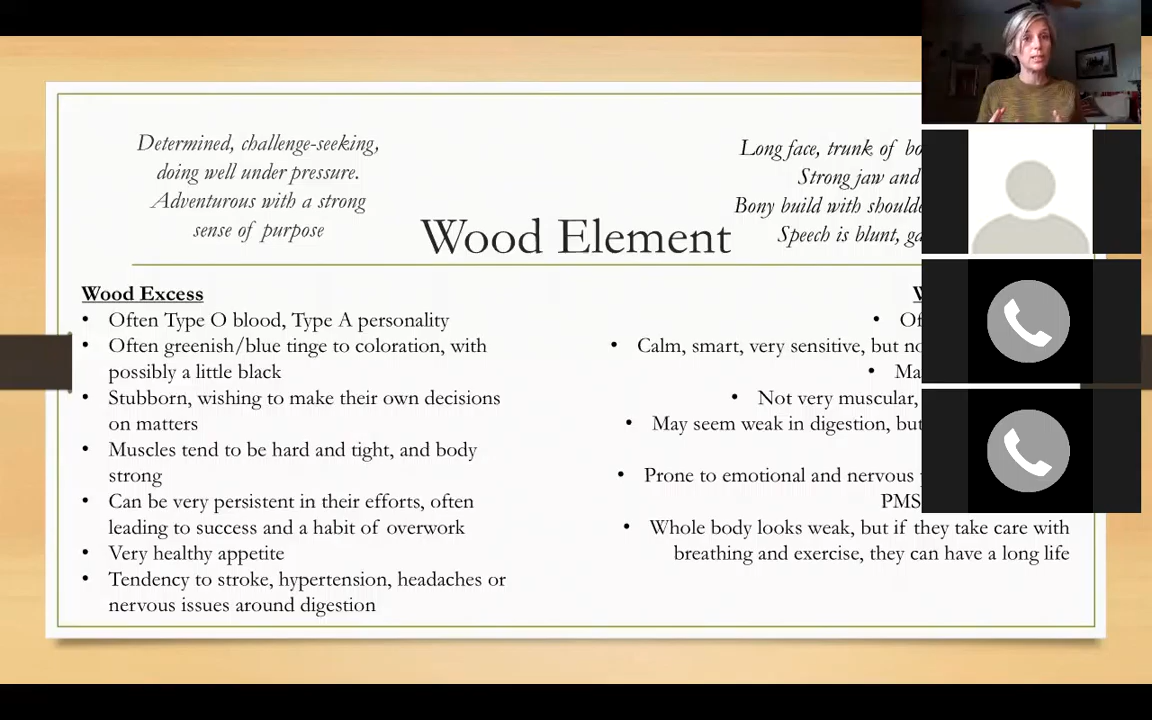 Determined, challenge-seeking,
doing well under pressure.
Adventurous with a strong
sense of purpose
Wood Element
Long face, trunk of
Strong jaw and
Bony build with
Speech is blunt,
Wood Excess
• Often Type O blood, Type A personality
• Often greenish/blue tinge to coloration, with
possibly a little black
• Stubborn, wishing to make their own decisions
on matters
• Muscles tend to be hard and tight, and body
strong
• Can be very persistent in their efforts, often
leading to success and a habit of overwork
• Very healthy appetite
• Tendency to stroke, hypertension, headaches or
nervous issues around digestion
•
• Calm, smart, very sensitive, but
•
• Not very muscular,
• May seem weak in digestion, but
• Prone to emotional and nervous
PMS
• Whole body looks weak, but if they take care with
breathing and exercise, they can have a long life